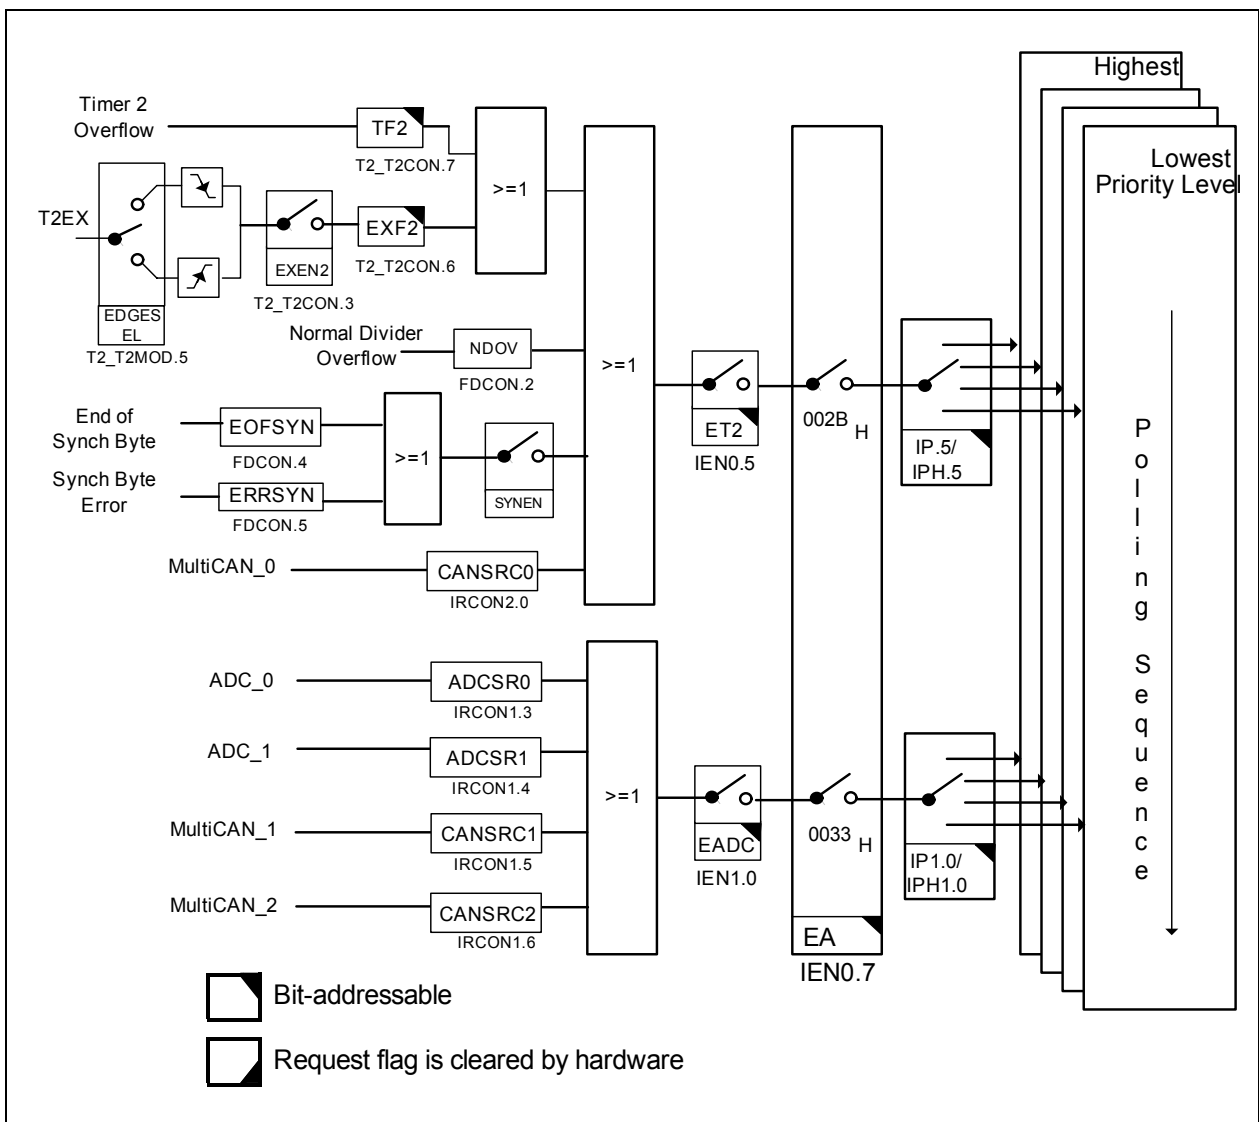 Highest
Timer 2
Overflow
TF2
T2_T2CON.7
>=1
Lowest
Priority Level
T2EX
EXF2
T2_T2CON.6
EXEN2
T2_T2CON.3
EDGES
EL
T2_T2MOD.5
Normal Divider
Overflow
NDOV
FDCON.2
>=1
ET2
IEN0.5
002B H
IP.5/
IPH.5
End of
Synch Byte
EOFSYN
FDCON.4
>=1
SYNEN
Synch Byte
Error
ERRSYN
FDCON.5
MultiCAN_0
CANSRC0
IRCON2.0
Polling Sequence
ADC_0
ADCSR0
IRCON1.3
ADC_1
ADCSR1
IRCON1.4
>=1
MultiCAN_1
CANSRC1
IRCON1.5
EADC
IEN1.0
0033 H
IP1.0/
IPH1.0
MultiCAN_2
CANSRC2
IRCON1.6
EA
IEN0.7
Bit-addressable
Request flag is cleared by hardware